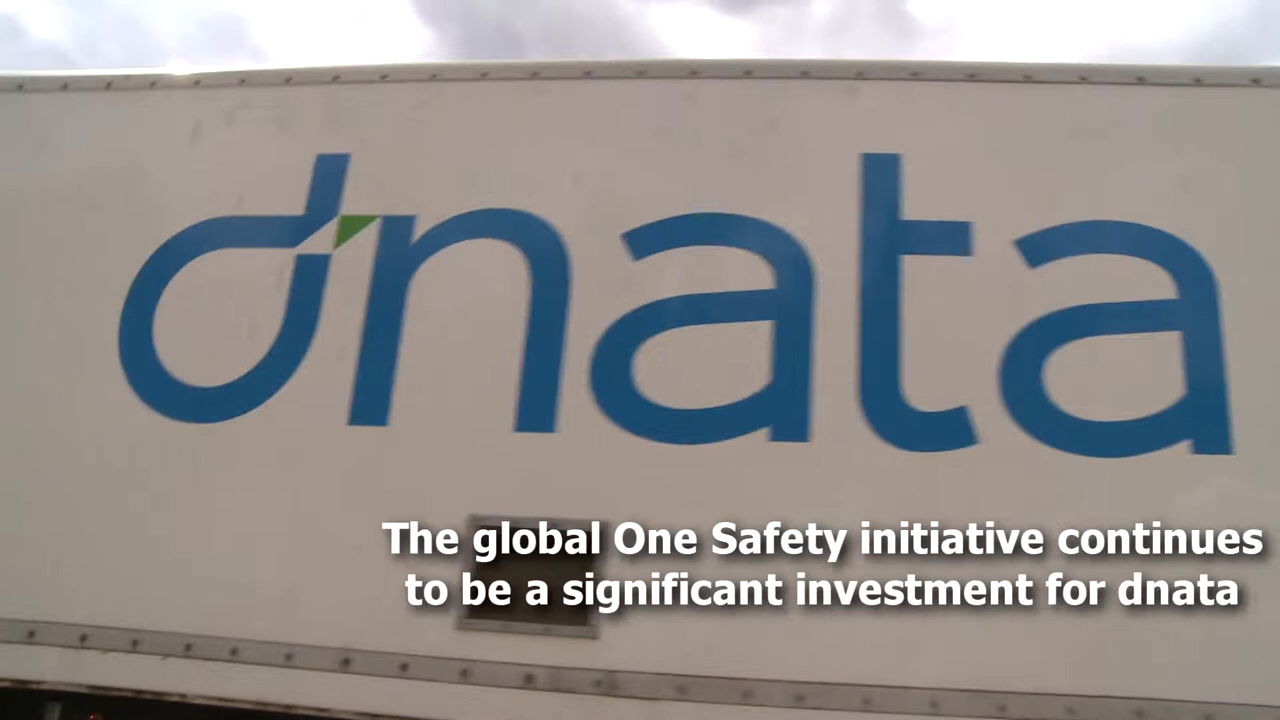 dnata
The global One Safety initiative continues
to be a significant investment for dnata